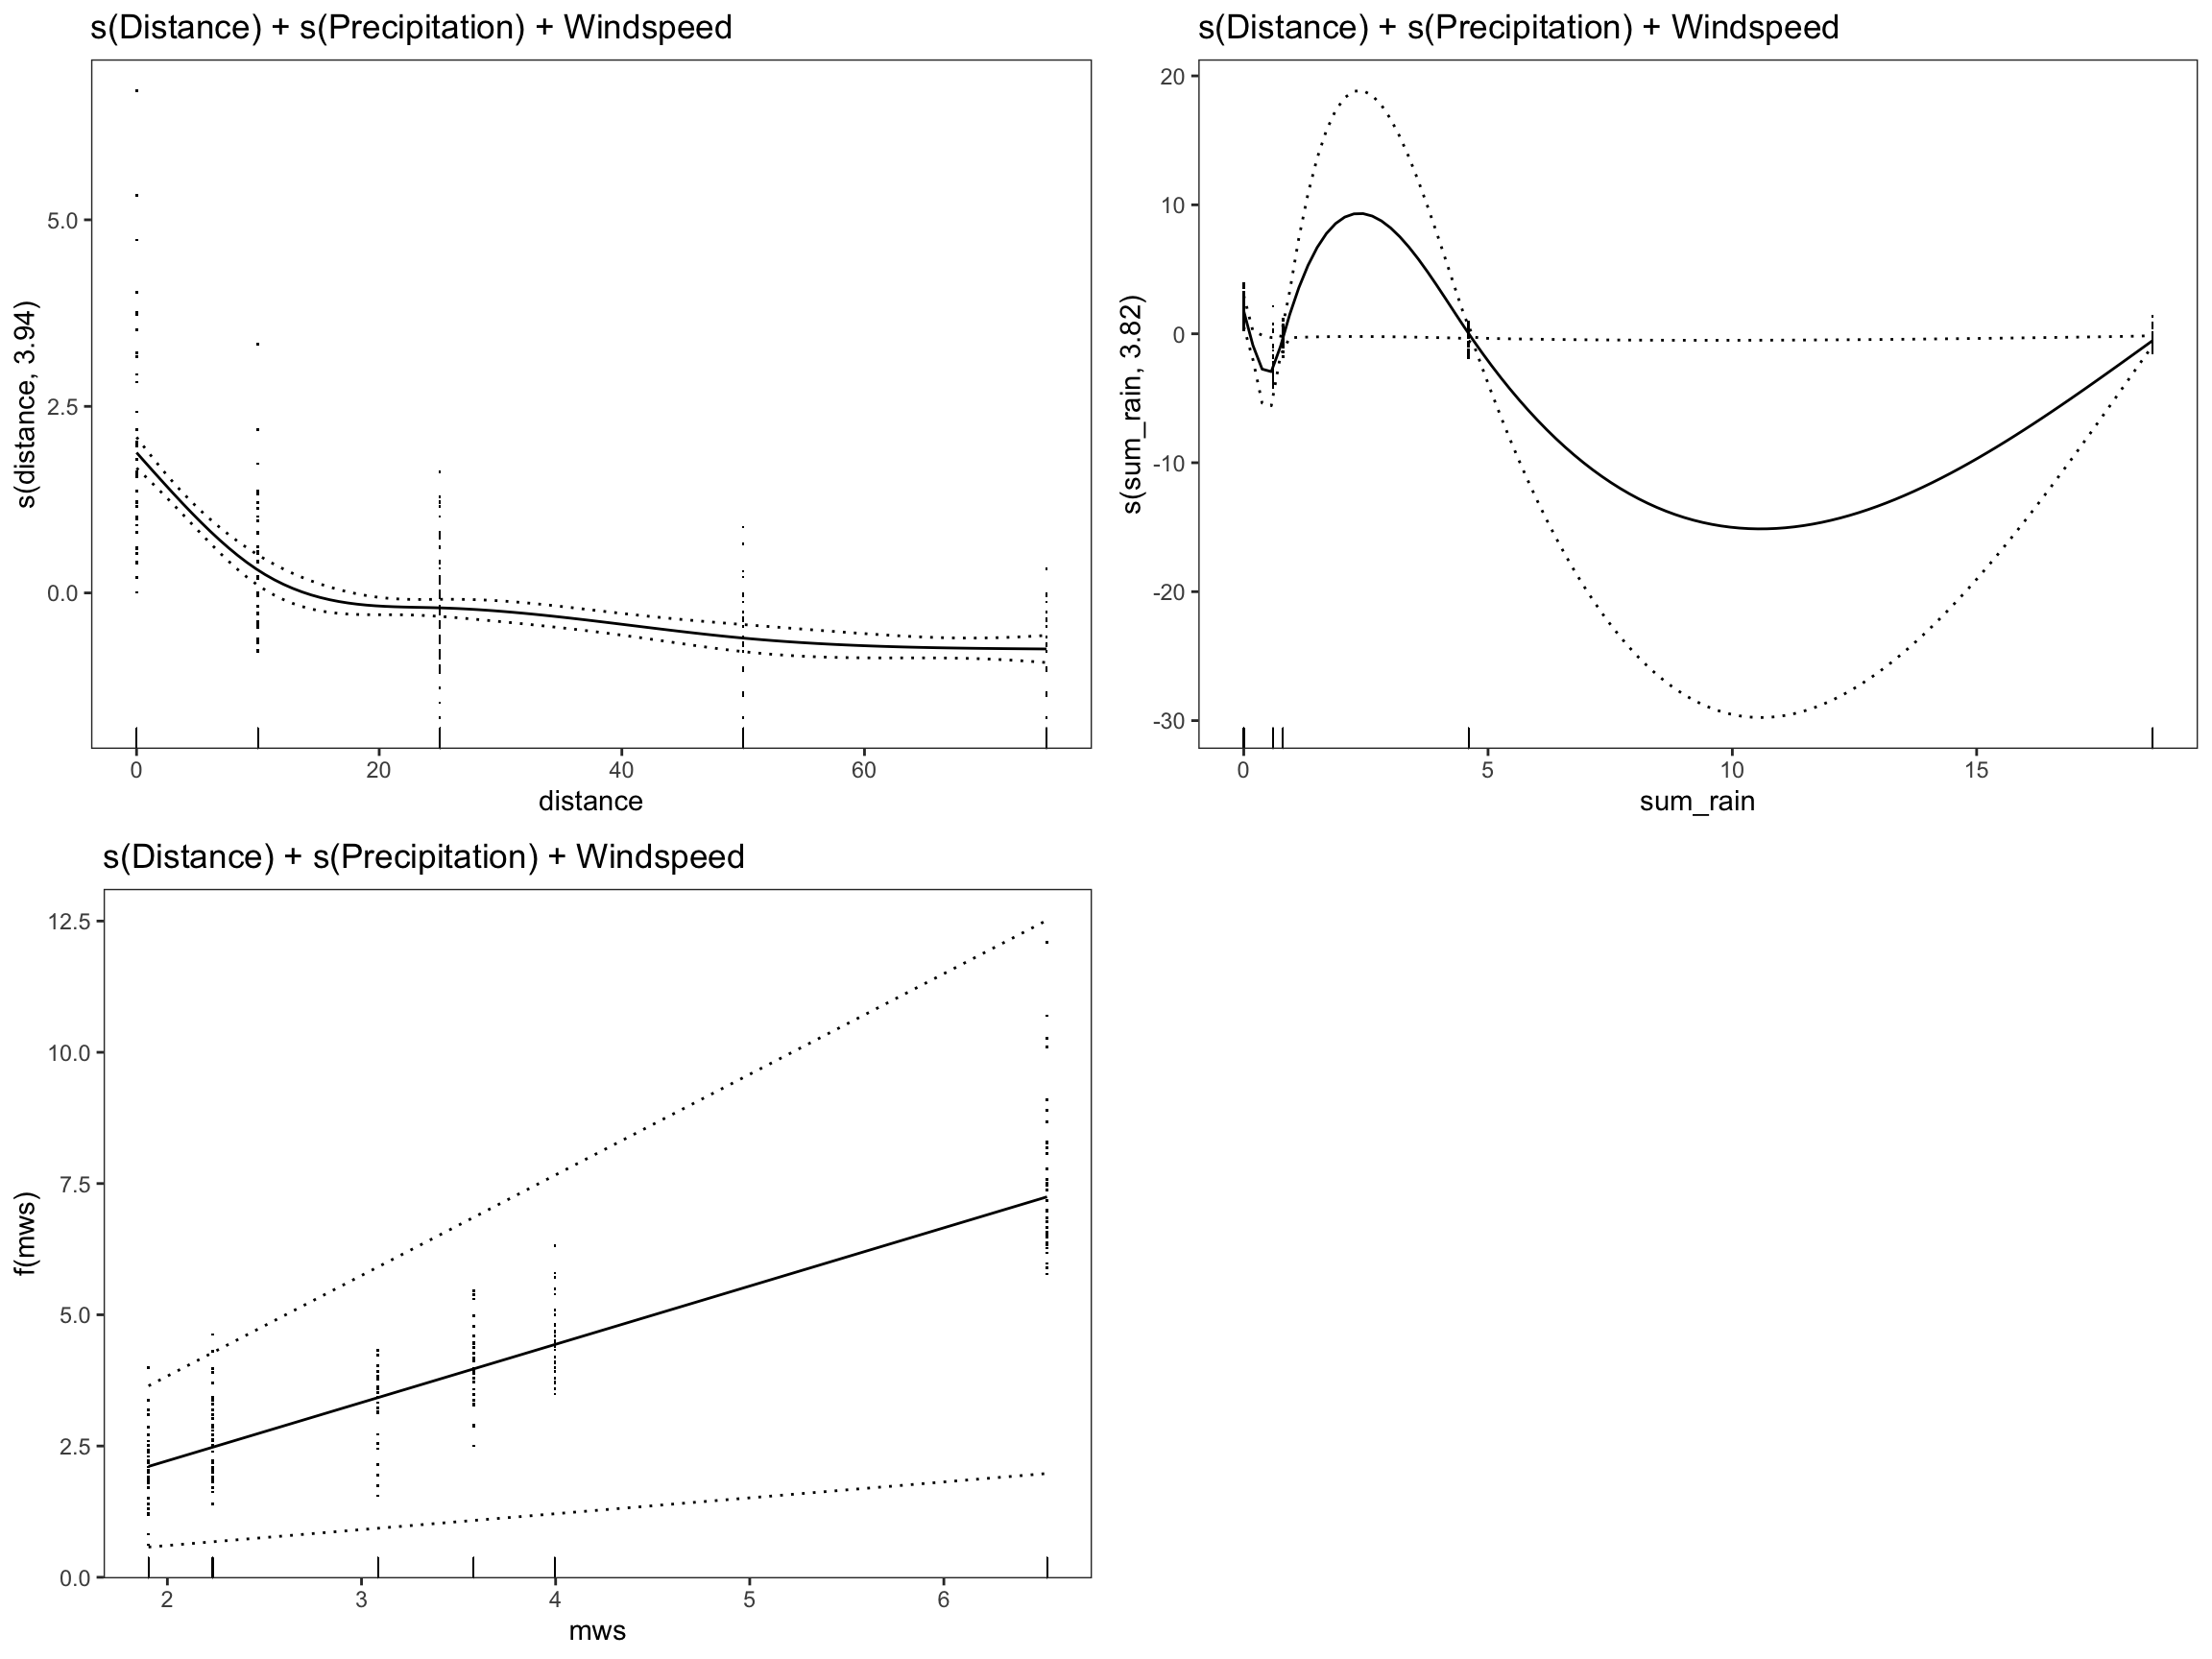 s(Distance) + s(Precipitation) + Windspeed
s(distance, 3.94)
5.0
2.5
0.0
0 20 40 60
distance
s(Distance) + s(Precipitation) + Windspeed
s(sum_rain, 3.82)
20
10
0
-10
-20
-30
0 5 10 15
sum_rain
s(Distance) + s(Precipitation) + Windspeed
f(mws)
12.5
10.0
7.5
5.0
2.5
0.0
2 3 4 5 6
mws